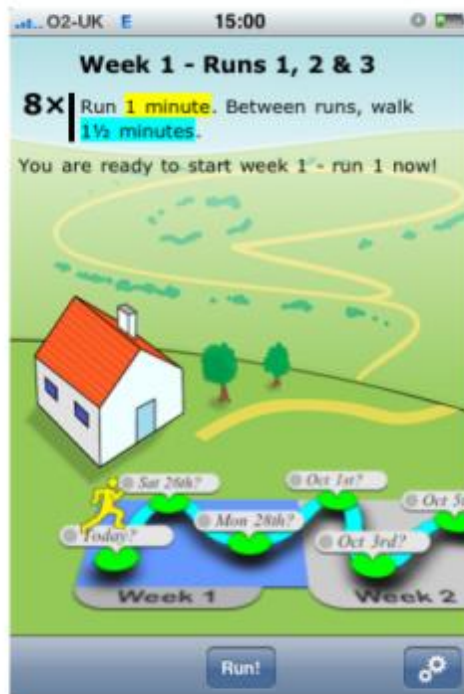 O2-UK E 15:00
Week 1 - Runs 1, 2 & 3
8× Run 1 minute. Between runs, walk
1½ minutes.
You are ready to start week 1 - run 1 now!
Sat 26th?
Oct 1st?
Mon 28th?
Oct 5
Today?
Oct 3rd?
Week 1
Week 2
Run!